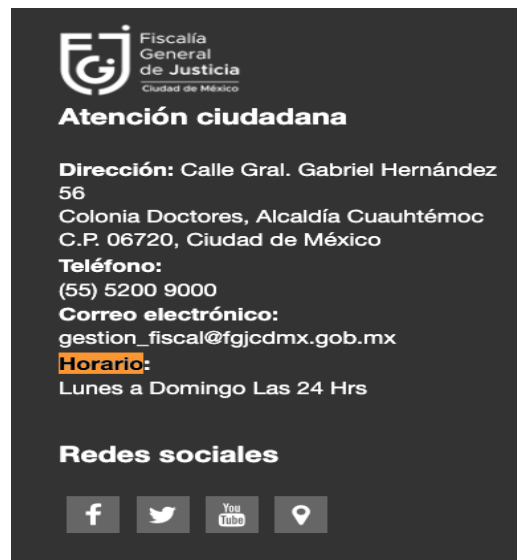 FGJ
Fiscalía
General
de Justicia
Ciudad de México
Atención ciudadana
Dirección: Calle Gral. Gabriel Hernández
56
Colonia Doctores, Alcaldía Cuauhtémoc
C.P. 06720, Ciudad de México
Teléfono:
(55) 5200 9000
Correo electrónico:
gestion_fiscal@fgjcdmx.gob.mx
Horario:
Lunes a Domingo Las 24 Hrs
Redes sociales
f
You
Tube